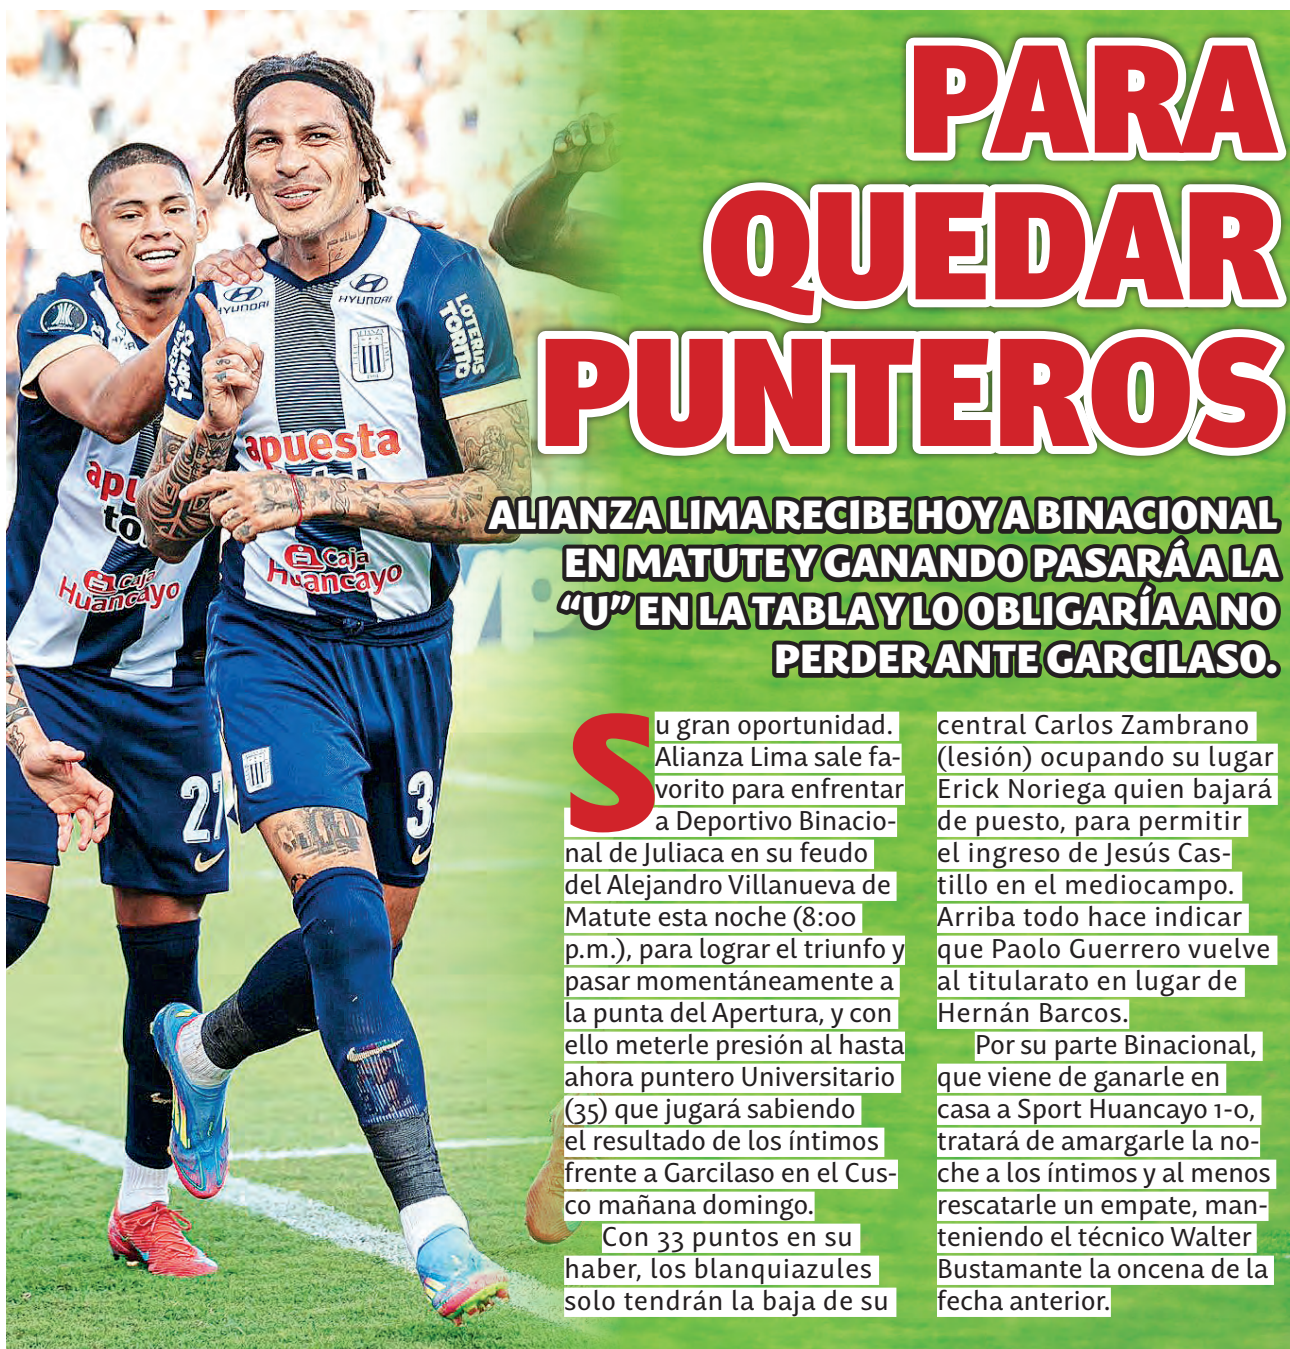 PARA
QUEDAR
PUNTEROS
ALIANZA LIMA RECIBE HOY A BINACIONAL
EN MATUTE Y GANANDO PASARÁ A LA
“U” EN LA TABLA Y LO OBLIGARÍA A NO
PERDER ANTE GARCILASO.
Su gran oportunidad.
Alianza Lima sale fa-
vorito para enfrentar
a Deportivo Binacio-
nal de Juliaca en su feudo
del Alejandro Villanueva de
Matute esta noche (8:00
p.m.), para lograr el triunfo y
pasar momentáneamente a
la punta del Apertura, y con
ello meterle presión al hasta
ahora puntero Universitario
(35) que jugará sabiendo
el resultado de los íntimos
frente a Garcilaso en el Cus-
co mañana domingo.
Con 33 puntos en su
haber, los blanquiazules
solo tendrán la baja de su
central Carlos Zambrano
(lesión) ocupando su lugar
Erick Noriega quien bajará
de puesto, para permitir
el ingreso de Jesús Cas-
tillo en el mediocampo.
Arriba todo hace indicar
que Paolo Guerrero vuelve
al titularato en lugar de
Hernán Barcos.
Por su parte Binacional,
que viene de ganarle en
casa a Sport Huancayo 1-0,
tratará de amargarle la no-
che a los íntimos y al menos
rescatarle un empate, man-
teniendo el técnico Walter
Bustamante la oncena de la
fecha anterior.
HYUNDAI
HYUNDAI
LOTERIAS
TORITO
apuesta
Caja
Huancayo
apu
to
Caja
Huancayo
27
3